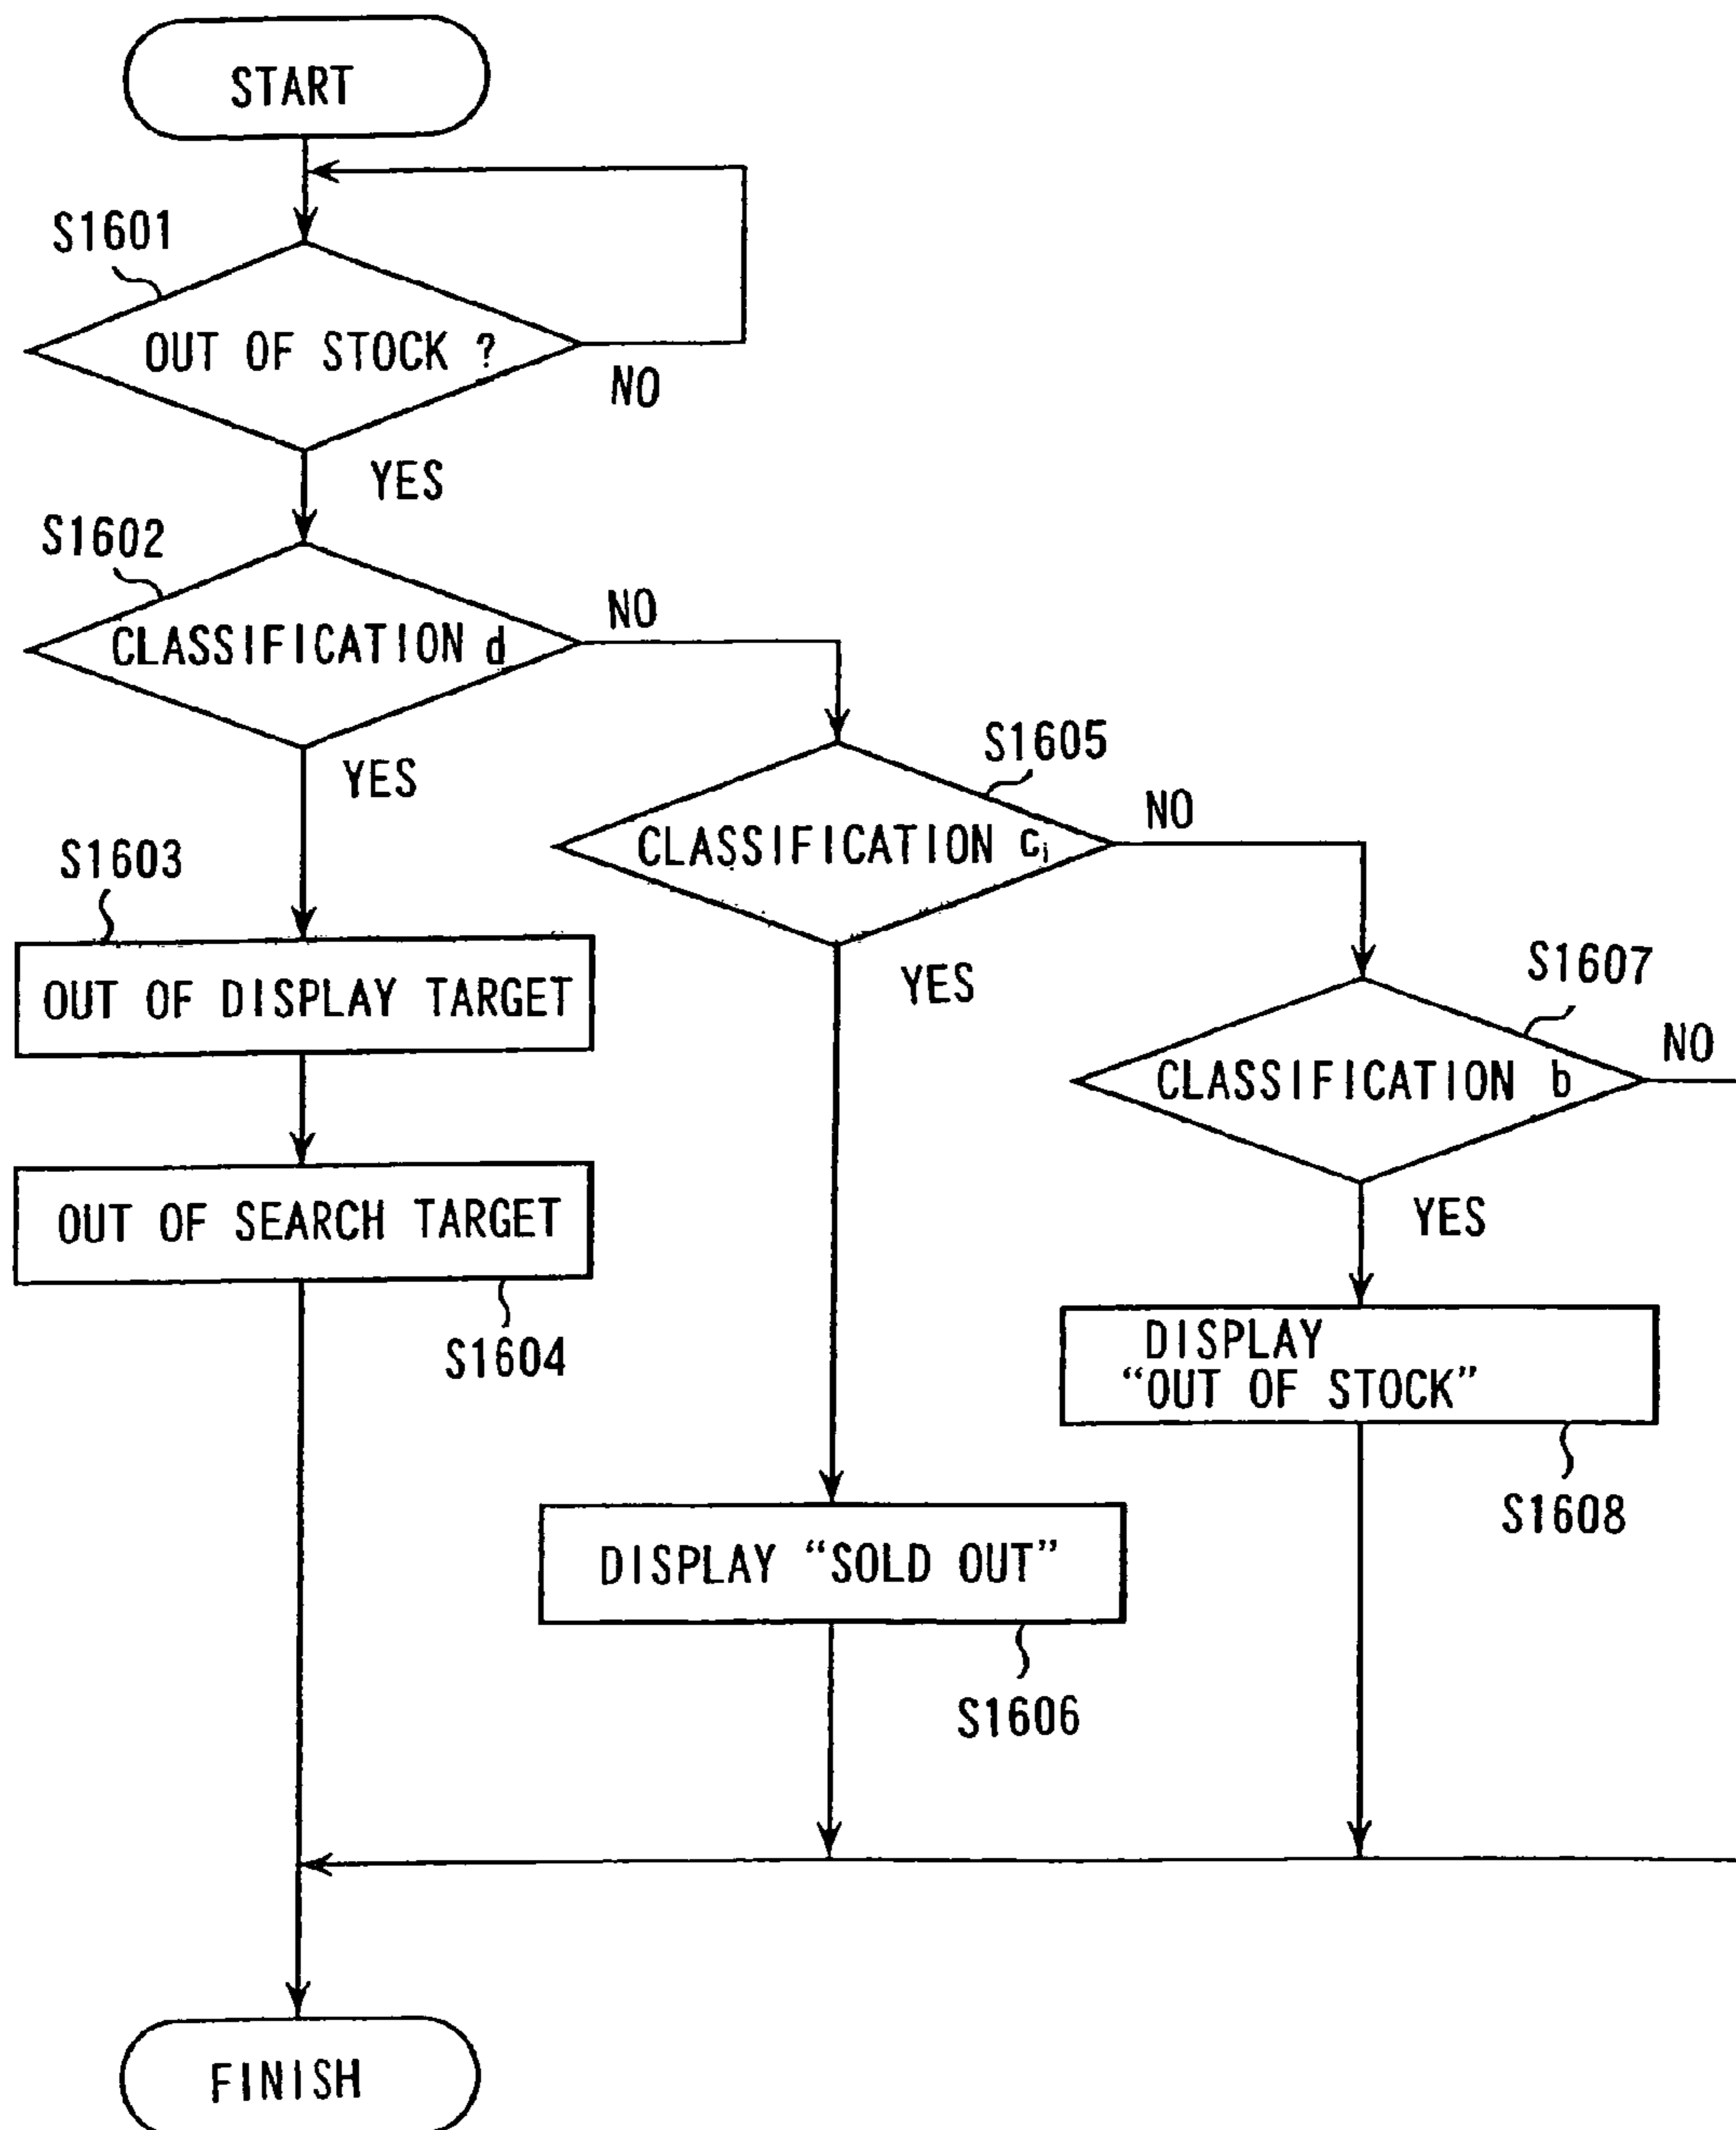 START
S1601
OUT OF STOCK ?
NO
YES
S1602
CLASSIFICATION d
NO
YES
S1605
CLASSIFICATION ci
NO
YES
S1603
OUT OF DISPLAY TARGET
S1607
CLASSIFICATION b
NO
YES
OUT OF SEARCH TARGET
S1604
DISPLAY
“OUT OF STOCK”
S1608
DISPLAY “SOLD OUT”
S1606
FINISH